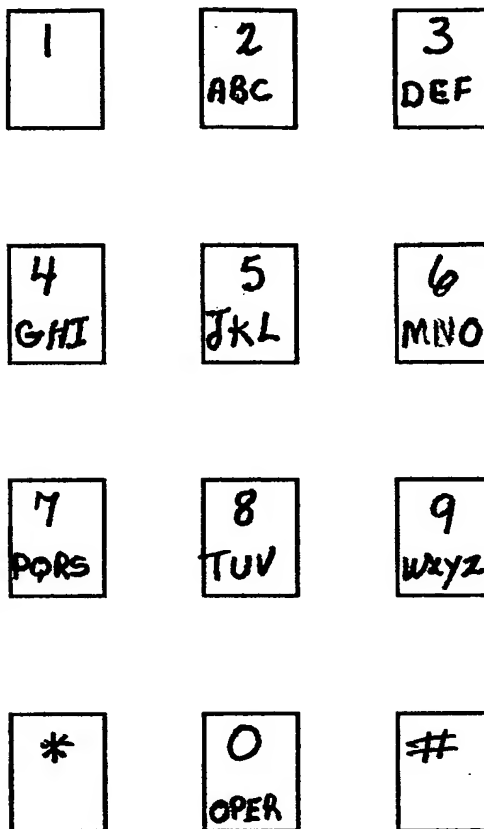 1 2 3
ABC DEF
4 5 6
GHI JKL MNO
7 8 9
PQRS TUV WXYZ
* 0 #
OPER